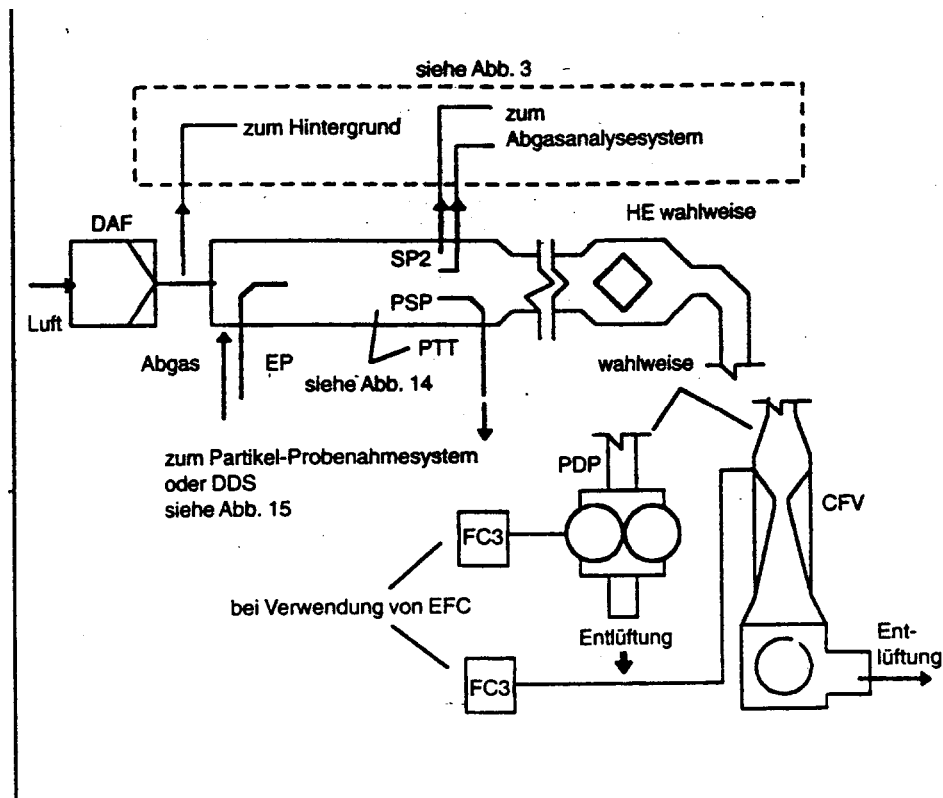 siehe Abb. 3
zum Hintergrund
zum
Abgasanalysesystem
DAF
HE wahlweise
SP2
PSP
Luft
Abgas
EP
PTT
siehe Abb. 14
wahlweise
zum Partikel-Probenahmesystem
oder DDS
siehe Abb. 15
PDP
CFV
FC3
bei Verwendung von EFC
Entlüftung
Ent-
lüftung
FC3